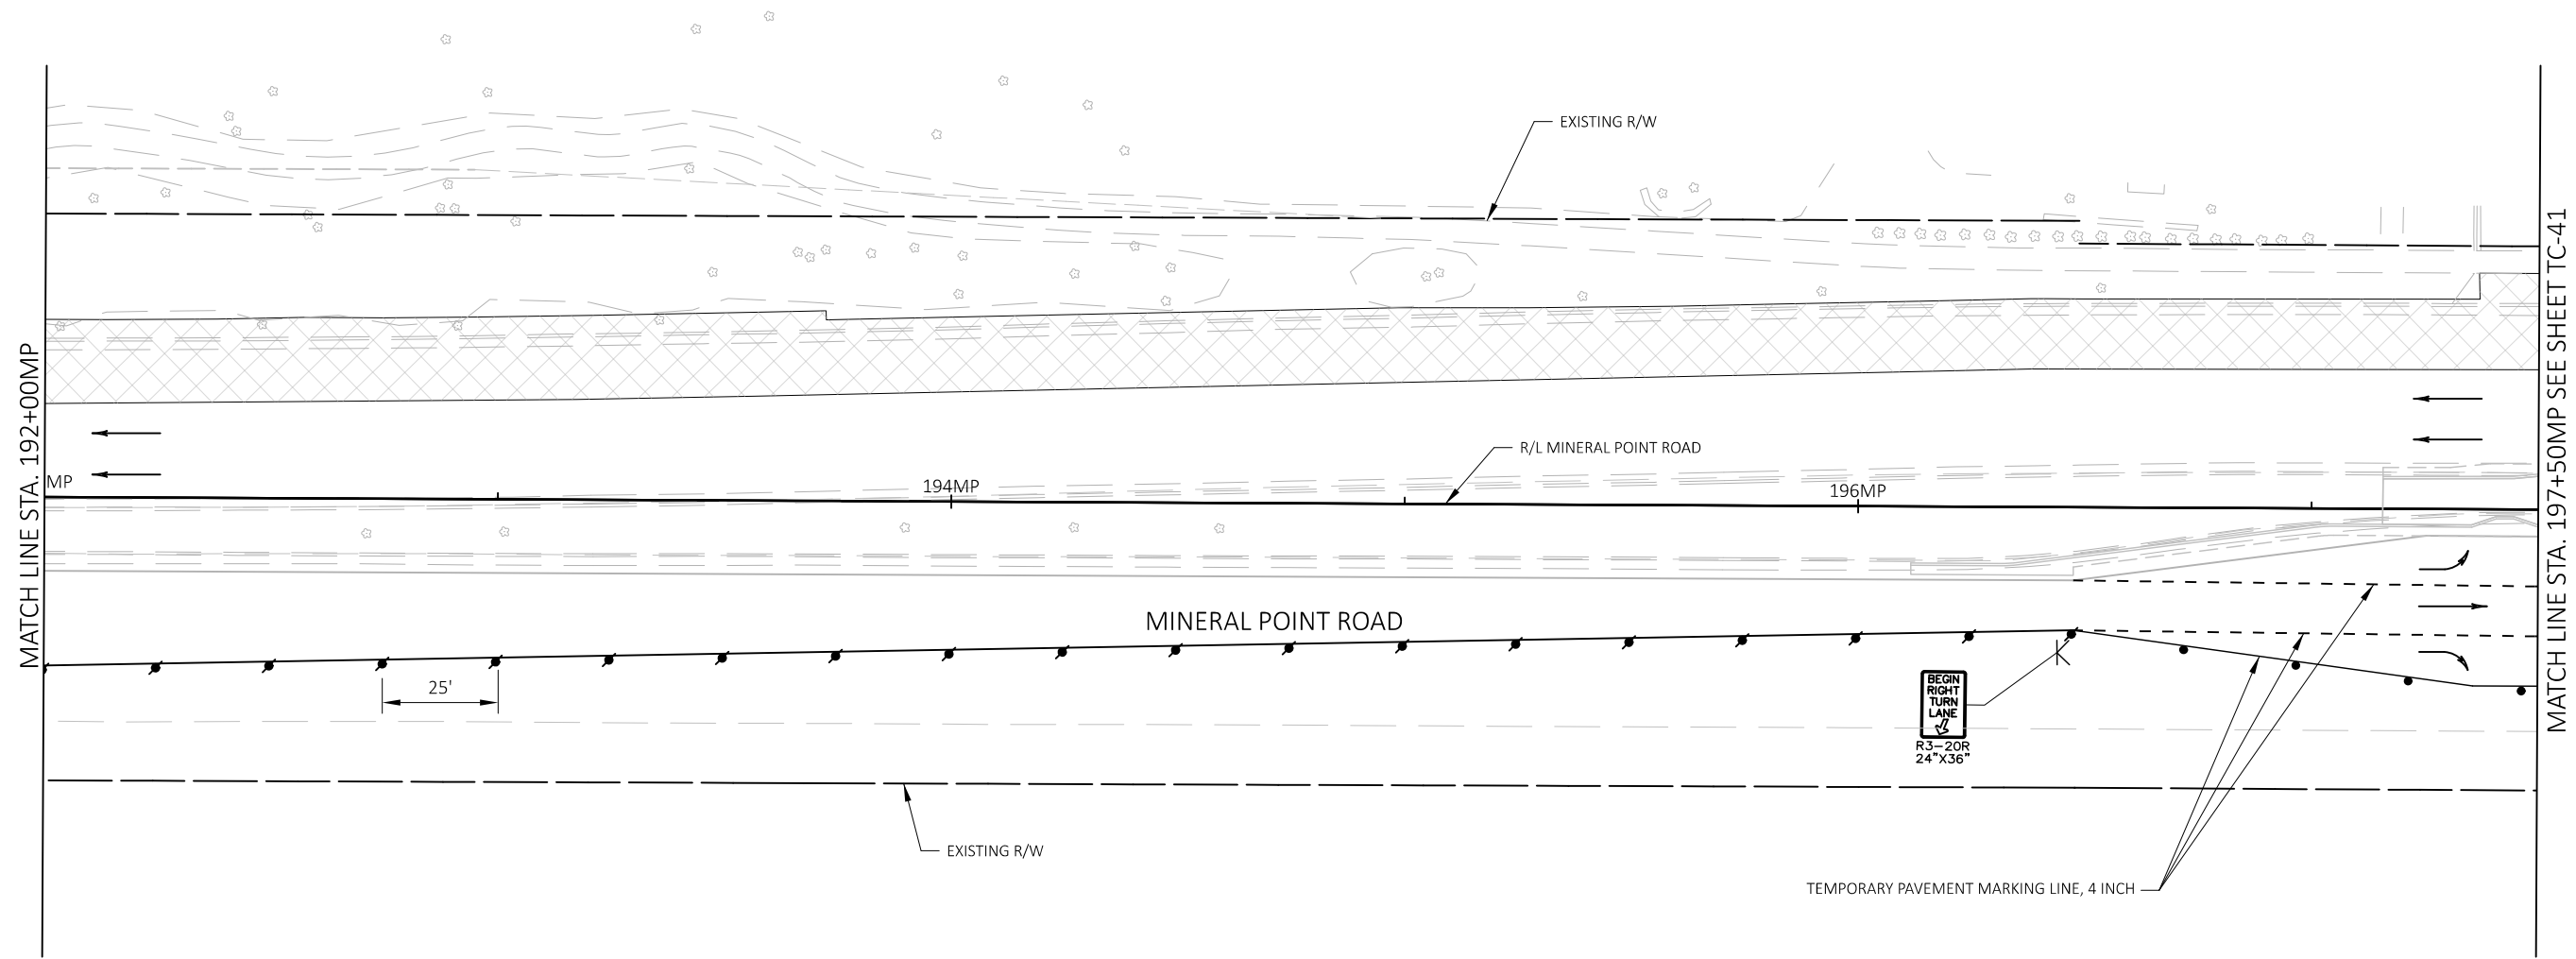 EXISTING R/W
MATCH LINE STA. 192+00MP
MATCH LINE STA. 197+50MP SEE SHEET TC-41
R/L MINERAL POINT ROAD
MP
194MP
196MP
MINERAL POINT ROAD
25'
BEGIN
RIGHT
TURN
LANE
R3-20R
24"X36"
EXISTING R/W
TEMPORARY PAVEMENT MARKING LINE, 4 INCH